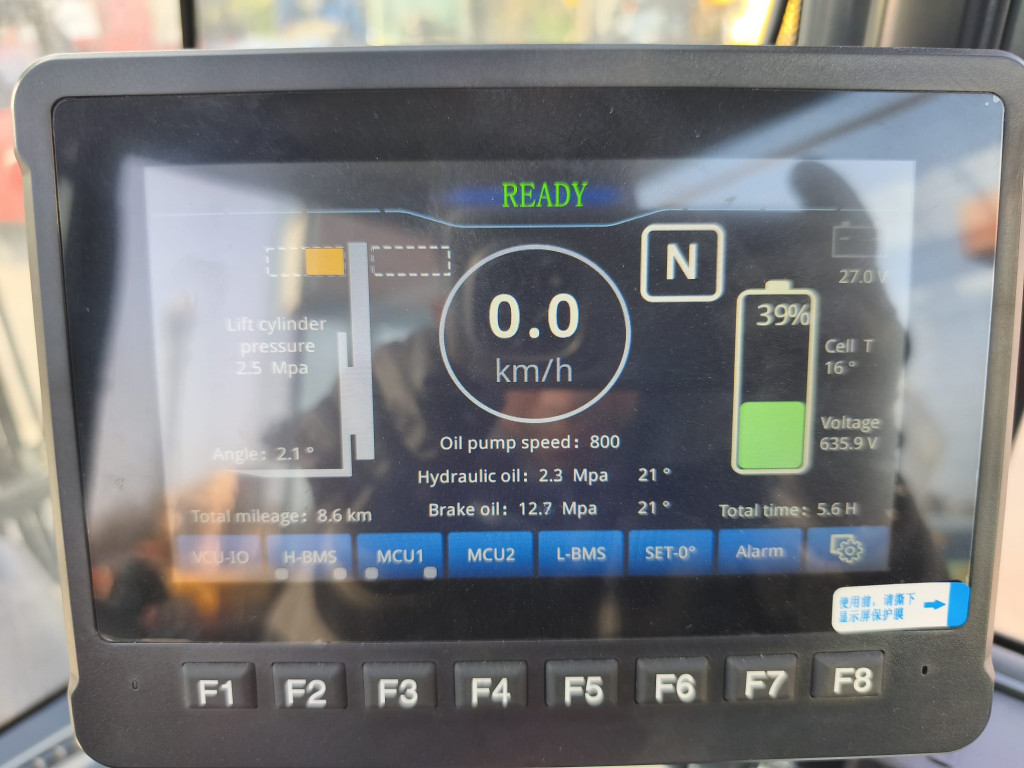 READY
N
27.0 V
0.0
km/h
39%
Lift cylinder
pressure
2.5 Mpa
Cell T
16 °
Voltage
635.9 V
Angle: 2.1 °
Oil pump speed: 800
Hydraulic oil: 2.3 Mpa 21 °
Brake oil: 12.7 Mpa 21 °
Total mileage: 8.6 km
Total time: 5.6 H
VCU-IO H-BMS MCU1 MCU2 L-BMS SET-0° Alarm
使用前，请撕下
显示屏保护膜
F1 F2 F3 F4 F5 F6 F7 F8